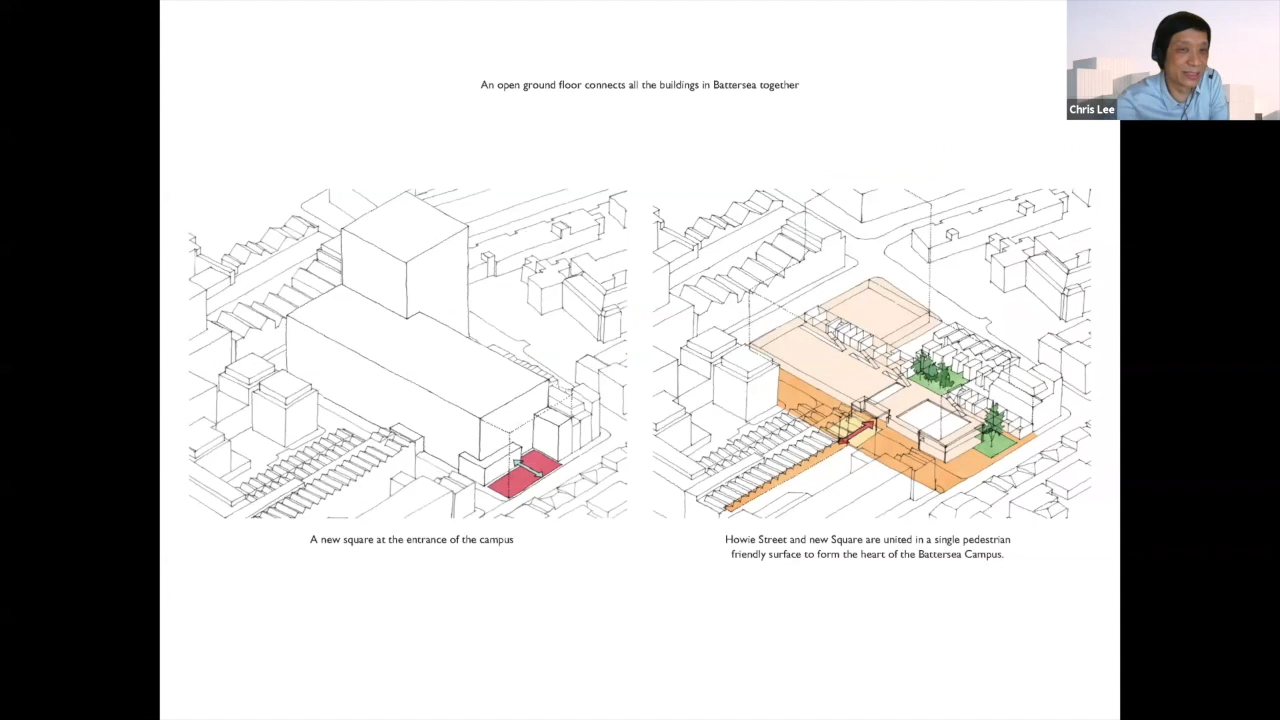 An open ground floor connects all the buildings in Battersea together
Chris Lee
A new square at the entrance of the campus
Howie Street and new Square are united in a single pedestrian
friendly surface to form the heart of the Battersea Campus.